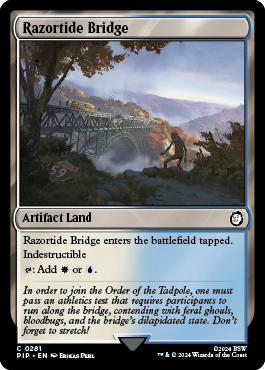 Razortide Bridge
59
Artifact Land
Razortide Bridge enters the battlefield tapped.
Indestructible
: Add or .
In order to join the Order of the Tadpole, one must
pass an athletics test that requires participants to
run along the bridge, contending with feral ghouls,
bloodbugs, and the bridge's dilapidated state. Don't
forget to stretch!
C 0281
PIP • EN ERIKAS PERL
©2024 BSW
™ & © 2024 Wizards of the Coast